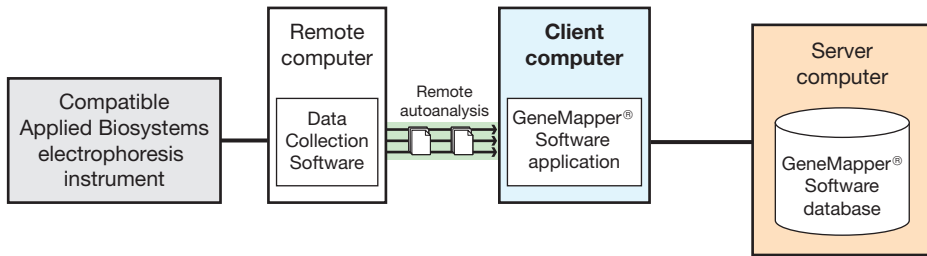 Compatible
Applied Biosystems
electrophoresis
instrument
Remote
computer
Data
Collection
Software
Remote
autoanalysis
Client
computer
GeneMapper®
Software
application
Server
computer
GeneMapper®
Software
database